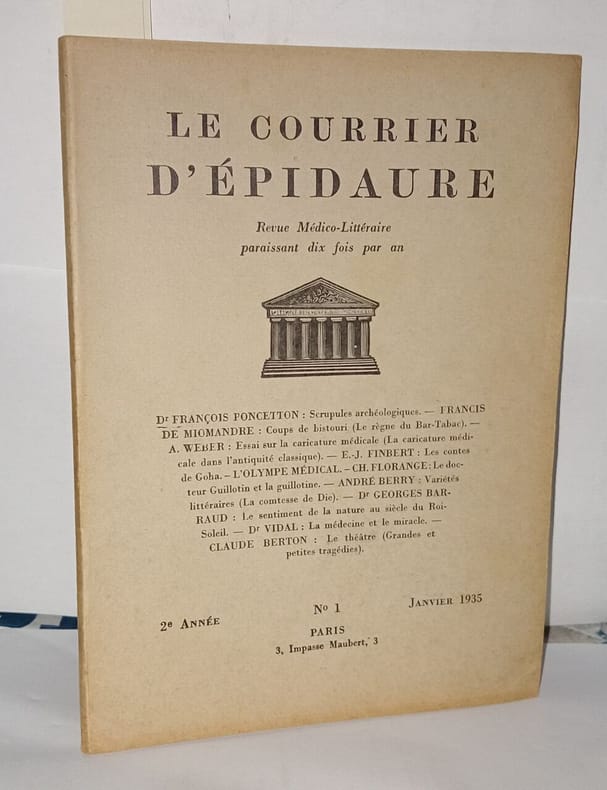 LE COURRIER
D'ÉPIDAURE
Revue Médico-Littéraire
paraissant dix fois par an
Dr FRANÇOIS PONCETTON : Scrupules archéologiques. — FRANCIS
DE MIOMANDRE : Coups de bistouri (Le règne du Bar-Tabac). —
A. WEBER : Essai sur la caricature médicale (La caricature médi-
cale dans l'antiquité classique). — E.-J. FINBERT : Les contes
de Goha. — L'OLYMPE MÉDICAL. — CH. FLORANGE : Le doc-
teur Guillotin et la guillotine. — ANDRÉ BERRY : Variétés
littéraires (La comtesse de Die). — Dr GEORGES BAR-
RAUD : Le sentiment de la nature au siècle du Roi-
Soleil. — Dr VIDAL : La médecine et le miracle. —
CLAUDE BERTON : Le théâtre (Grandes et
petites tragédies).
2e ANNÉE
No 1
JANVIER 1935
PARIS
3, Impasse Maubert, 3